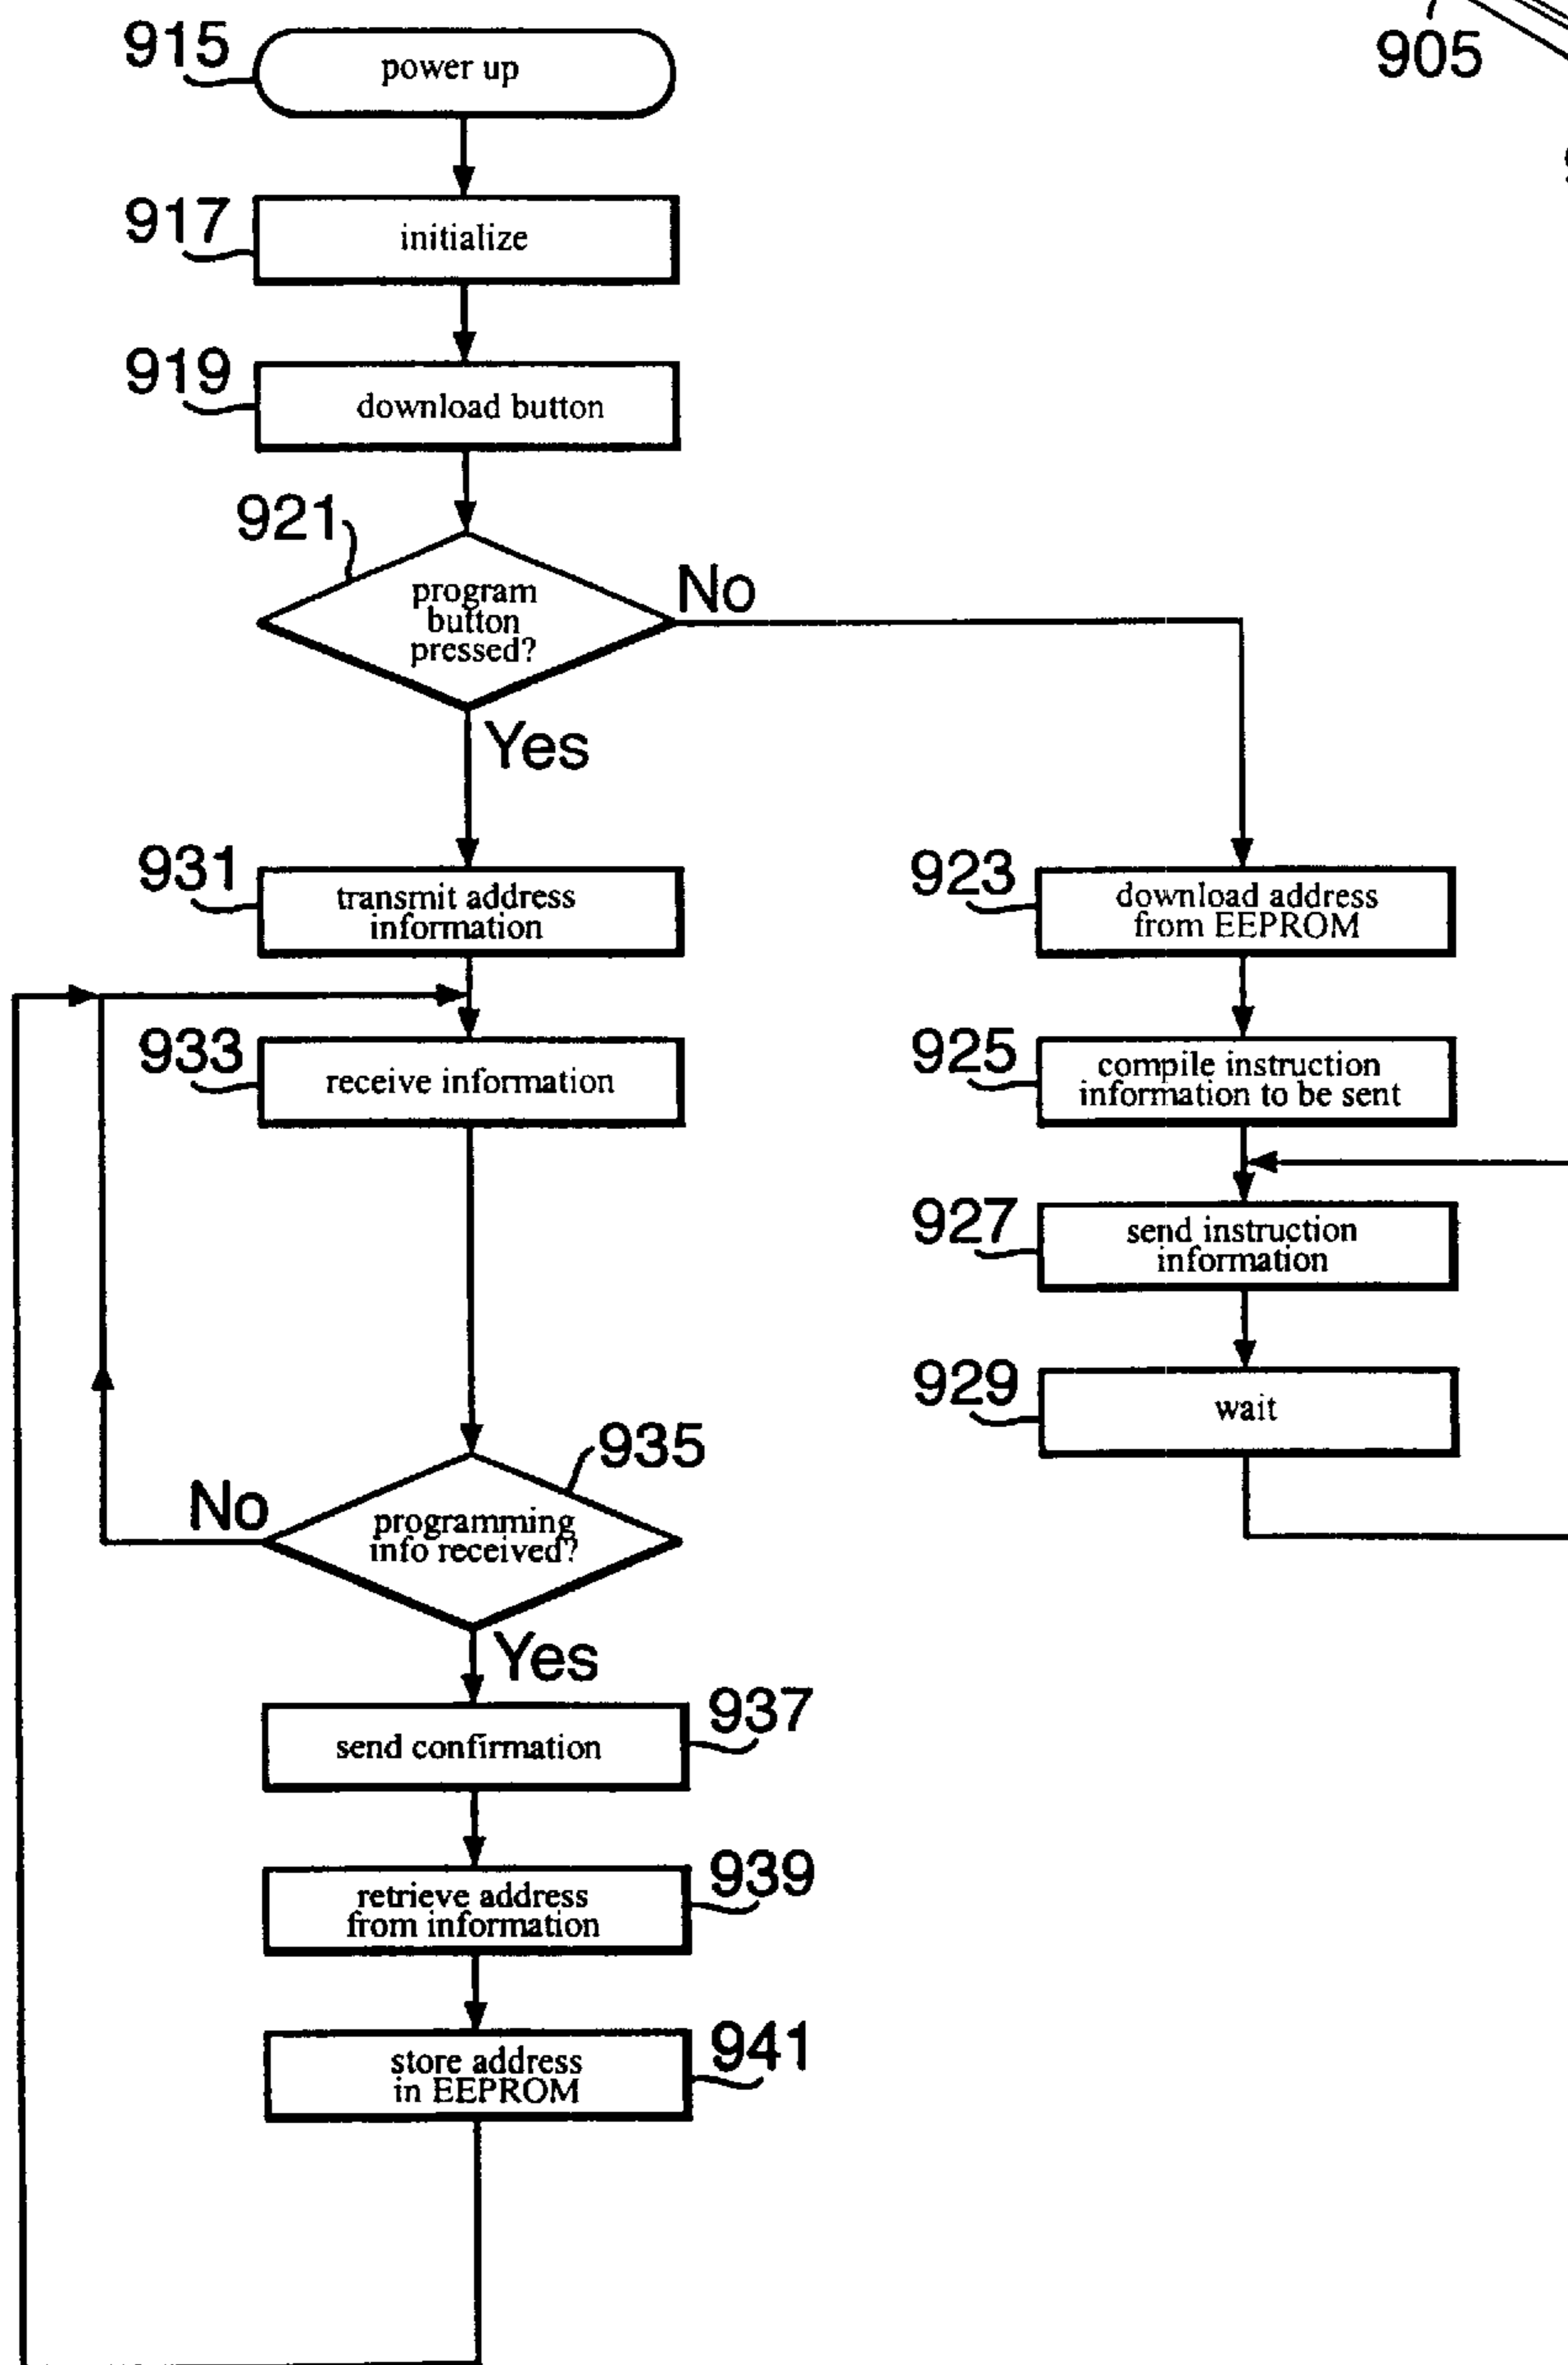 915
power up
905
917
initialize
919
download button
921
program
button
pressed?
No
Yes
931
transmit address
information
923
download address
from EEPROM
933
receive information
925
compile instruction
information to be sent
927
send instruction
information
929
wait
935
No
programming
info received?
Yes
937
send confirmation
939
retrieve address
from information
941
store address
in EEPROM